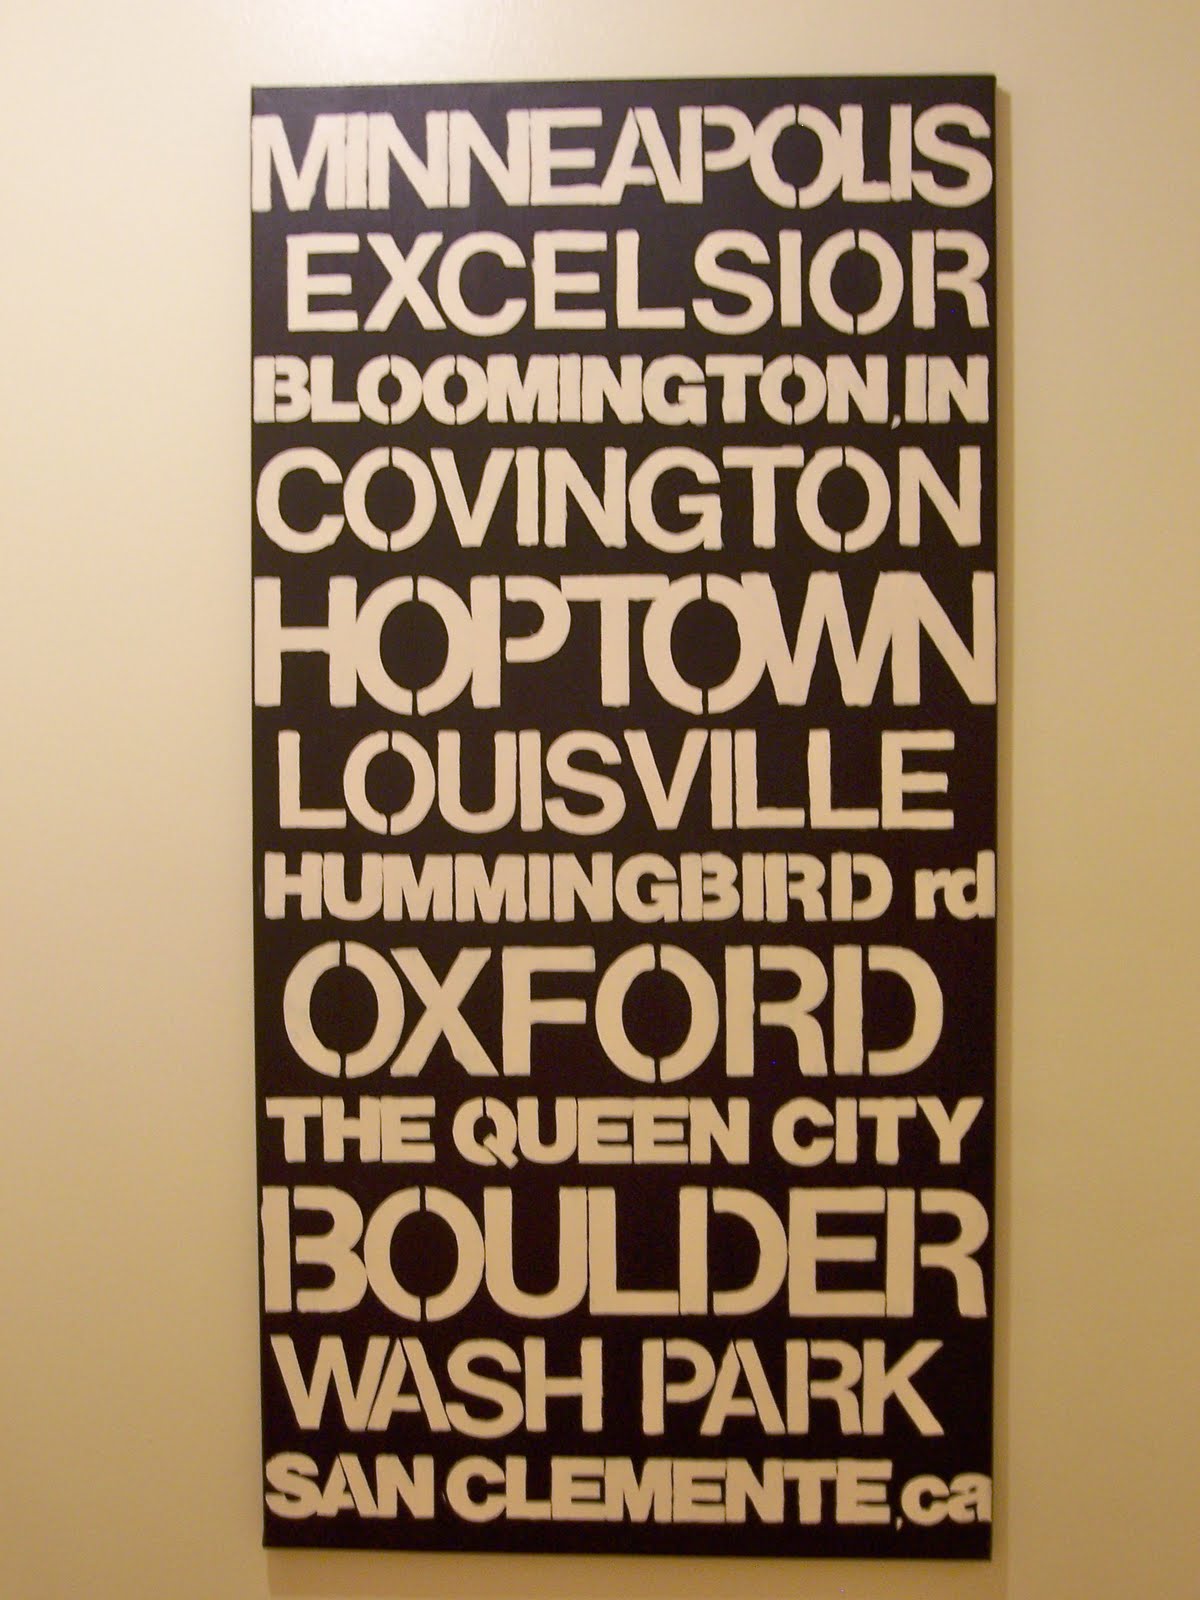 MINNEAPOLIS
EXCELSIOR
BLOOMINGTON, IN
COVINGTON
HOPTOWN
LOUISVILLE
HUMMINGBIRD rd
OXFORD
THE QUEEN CITY
BOULDER
WASH PARK
SAN CLEMENTE, ca